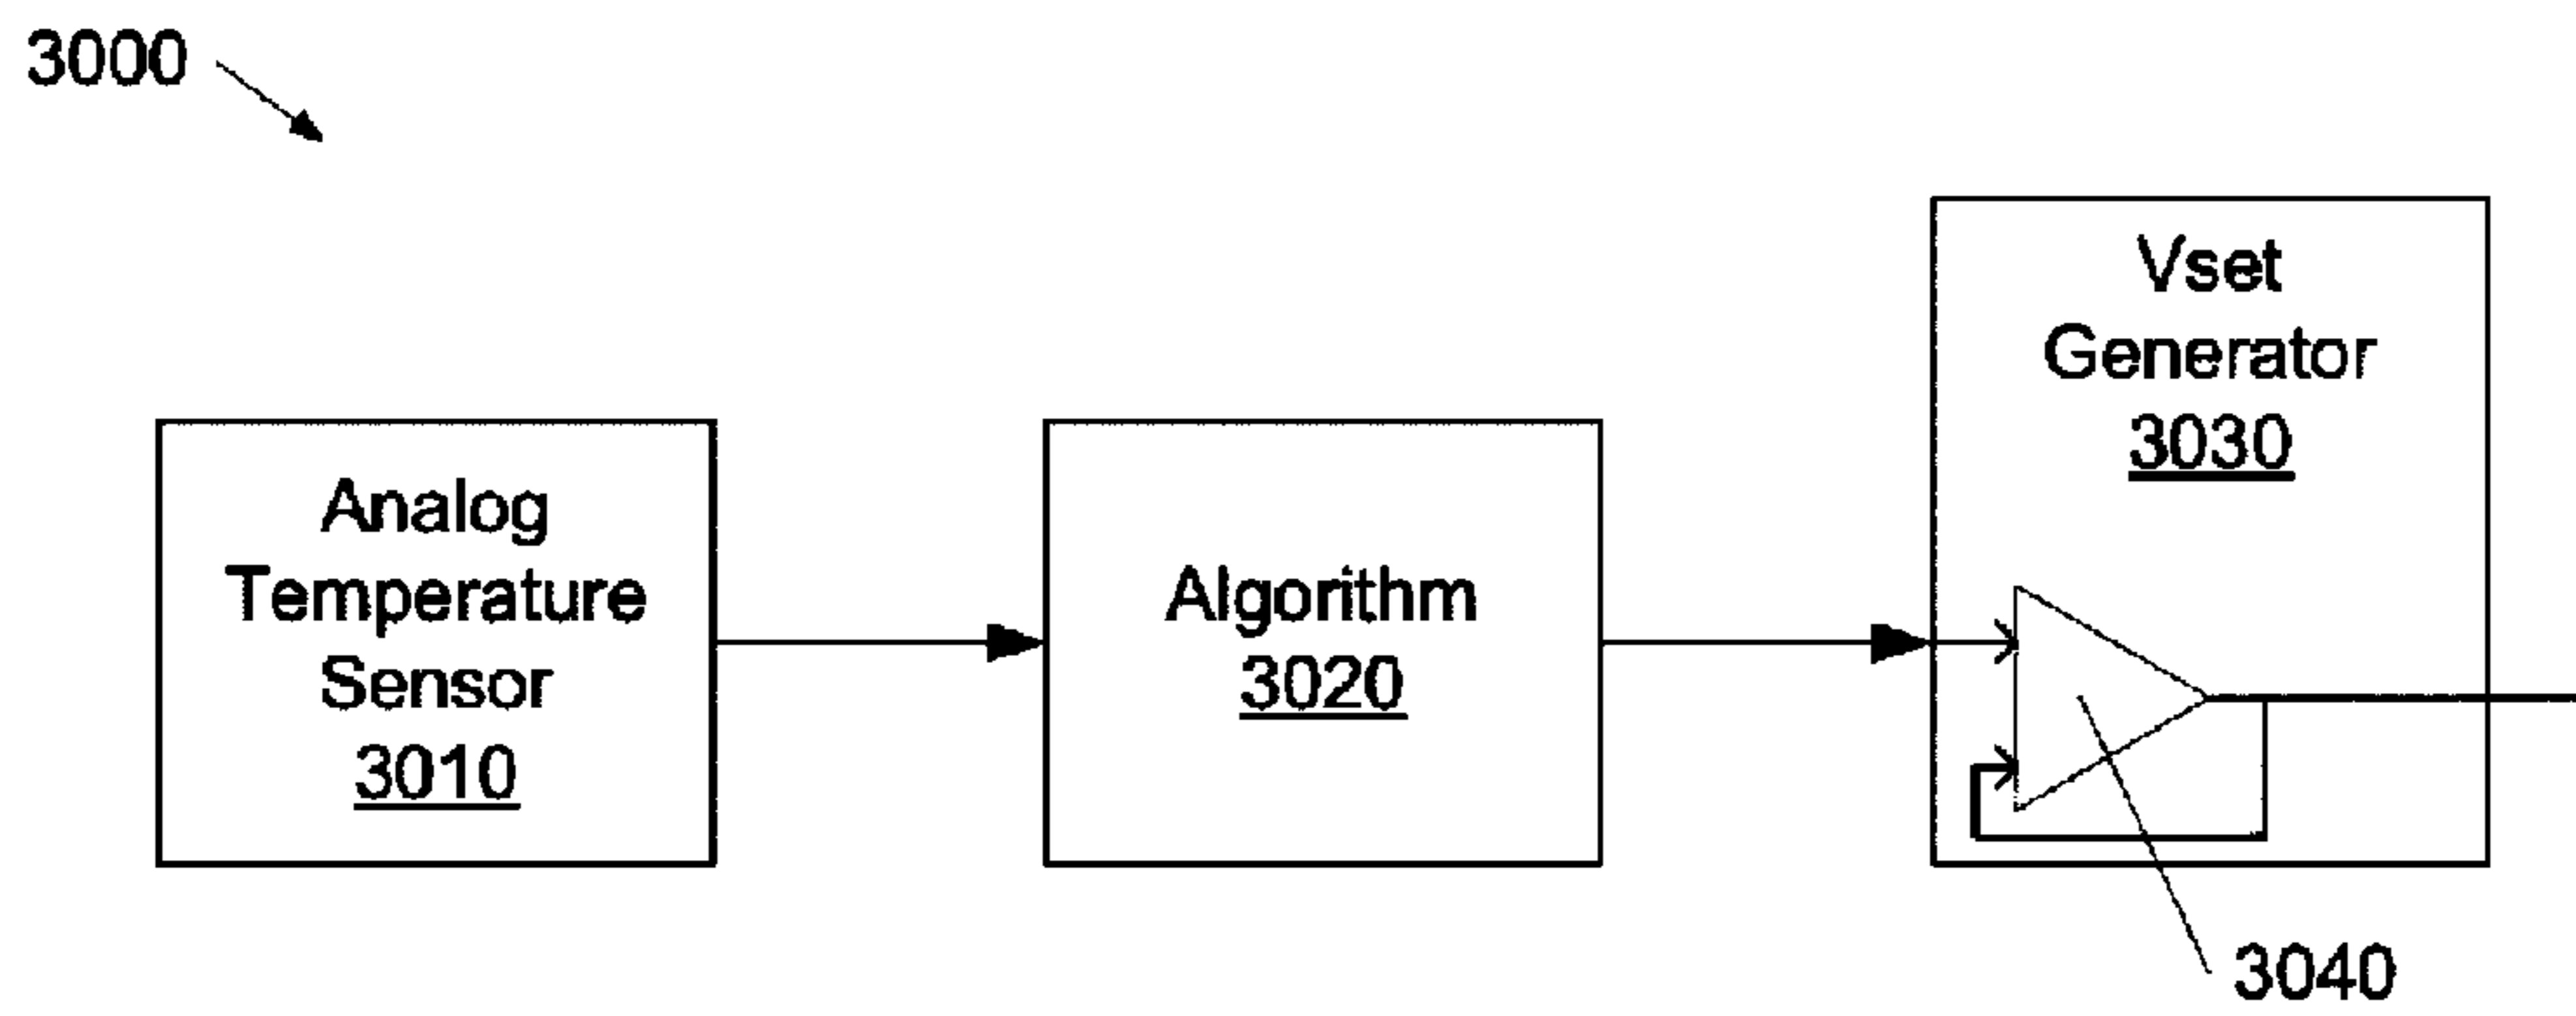 3000
Vset
Generator
3030
Analog
Temperature
Sensor
3010
Algorithm
3020
3040